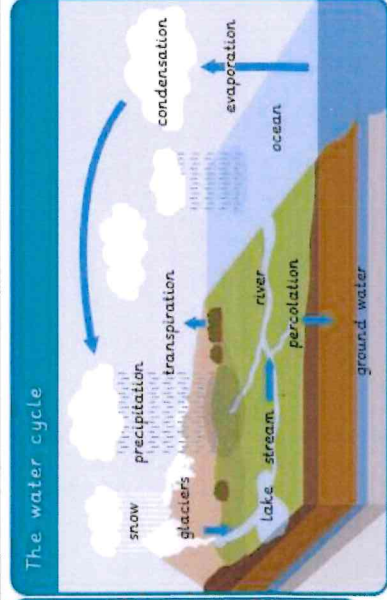 The water cycle
snow
precipitation
condensation
glaciers
transpiration
evaporation
lake
stream
river
percolation
ocean
ground water